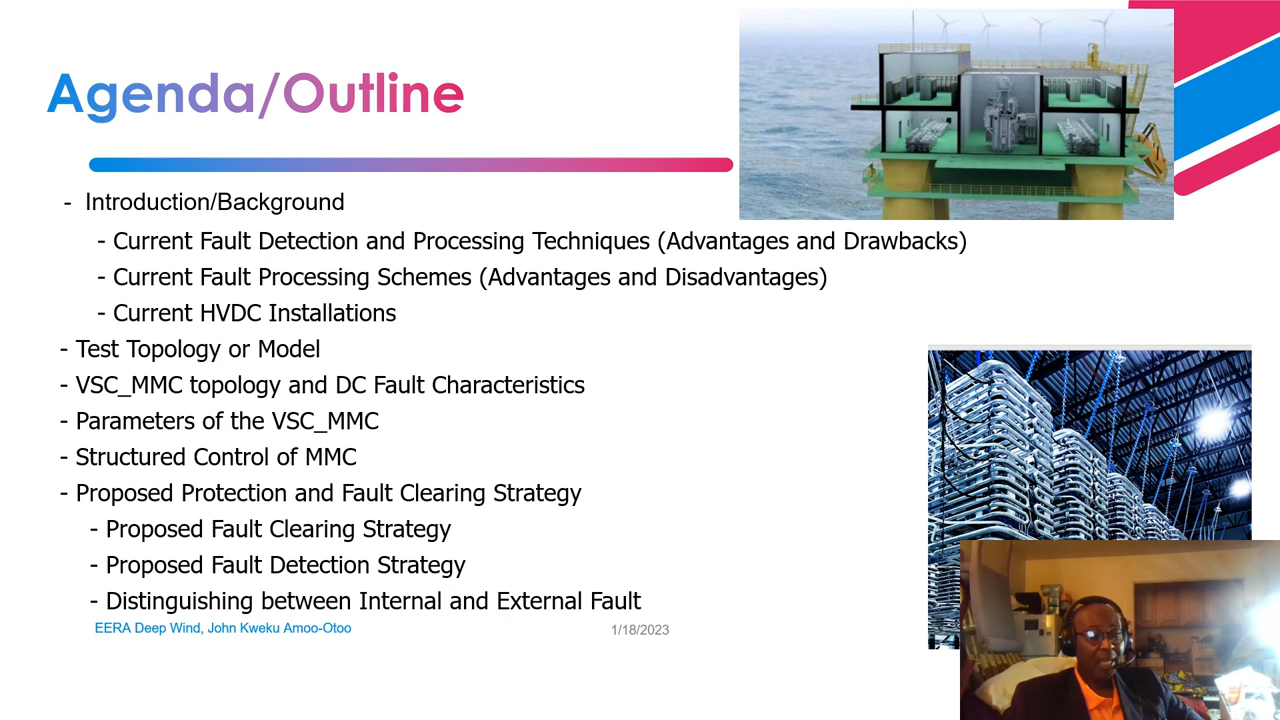 Agenda/Outline
- Introduction/Background
- Current Fault Detection and Processing Techniques (Advantages and Drawbacks)
- Current Fault Processing Schemes (Advantages and Disadvantages)
- Current HVDC Installations
- Test Topology or Model
- VSC_MMC topology and DC Fault Characteristics
- Parameters of the VSC_MMC
- Structured Control of MMC
- Proposed Protection and Fault Clearing Strategy
- Proposed Fault Clearing Strategy
- Proposed Fault Detection Strategy
- Distinguishing between Internal and External Fault
EERA Deep Wind, John Kweku Amoo-Otoo
1/18/2023